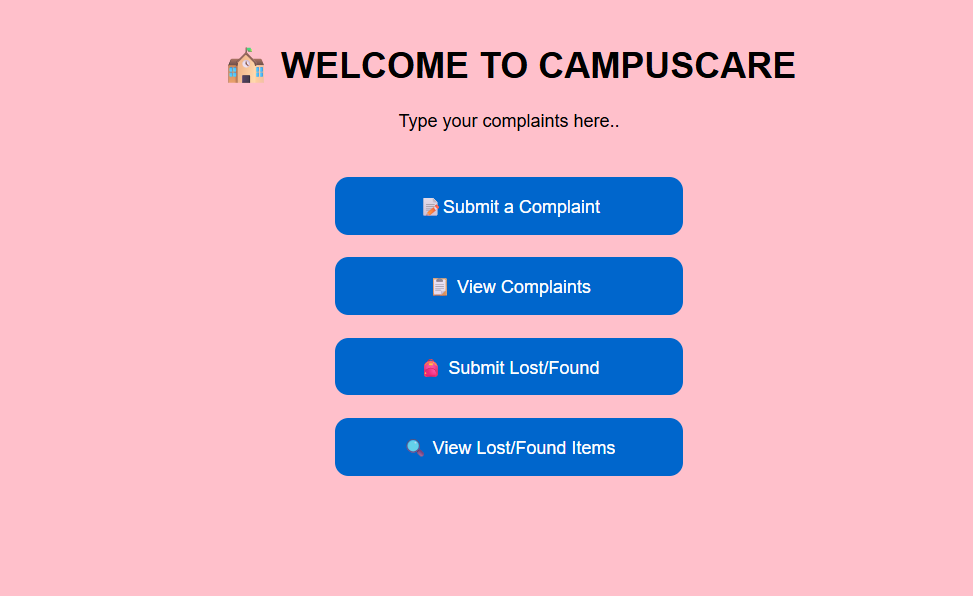 WELCOME TO CAMPUSCARE
Type your complaints here..
Submit a Complaint
View Complaints
Submit Lost/Found
View Lost/Found Items